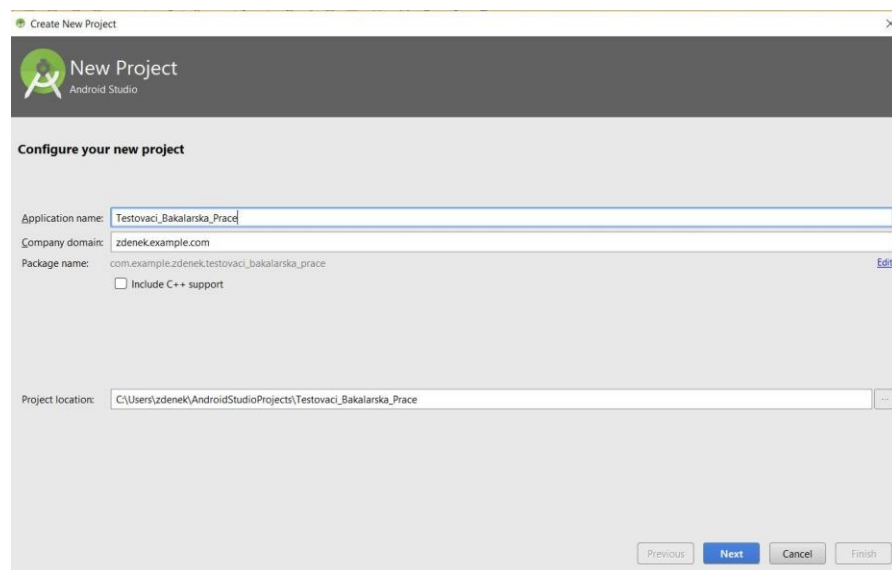 Create New Project
New Project
Android Studio
Configure your new project
Application name: Testovaci_Bakalarska_Prace
Company domain: zdenek.example.com
Package name: com.example.zdenek.testovaci_bakalarska_prace Edit
Include C++ support
Project location: C:\Users\zdenek\AndroidStudioProjects\Testovaci_Bakalarska_Prace ...
Previous Next Cancel Finish